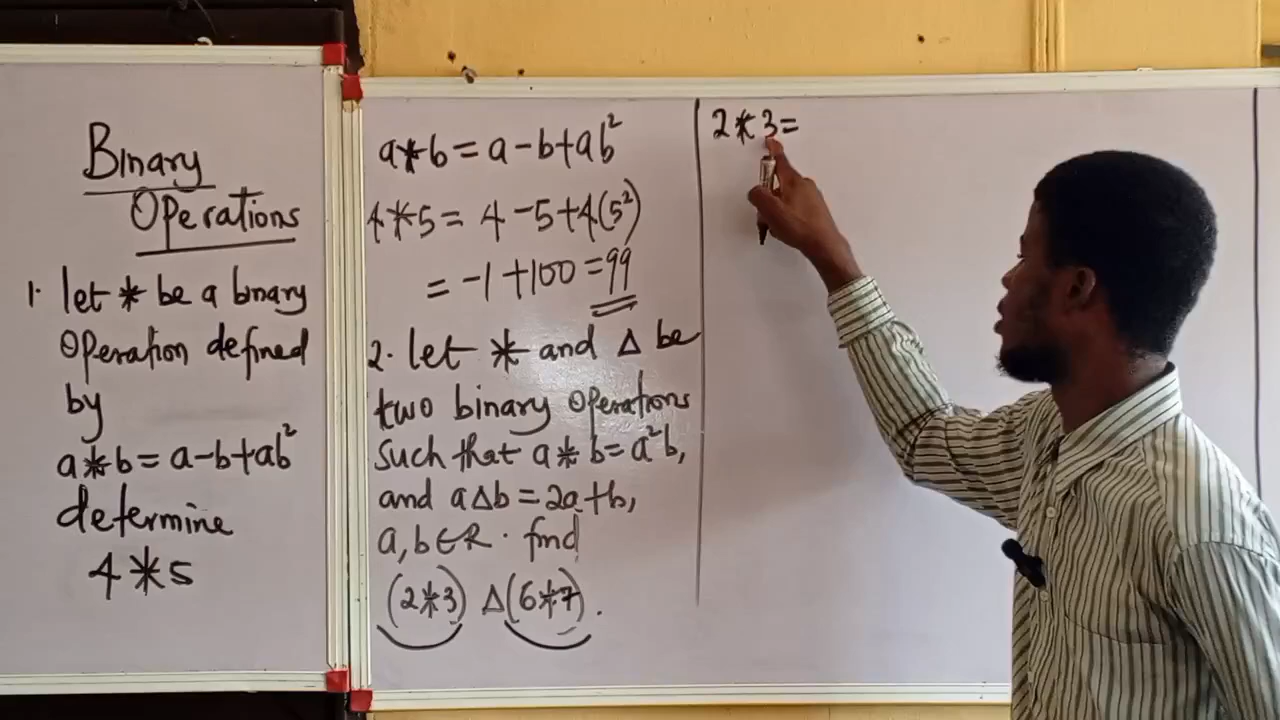 Binary
Operations
1. let * be a binary
Operation defined
by
a*b = a-b+ab²
determine
4*5
a*b = a-b+ab²
4*5 = 4-5+4(5²)
= -1+100 = 99
2. let * and Δ be
two binary operations
such that a*b = a²b,
and aΔb = 2a+b,
a,b∈R. find
(2*3) Δ (6*7).
2*3=